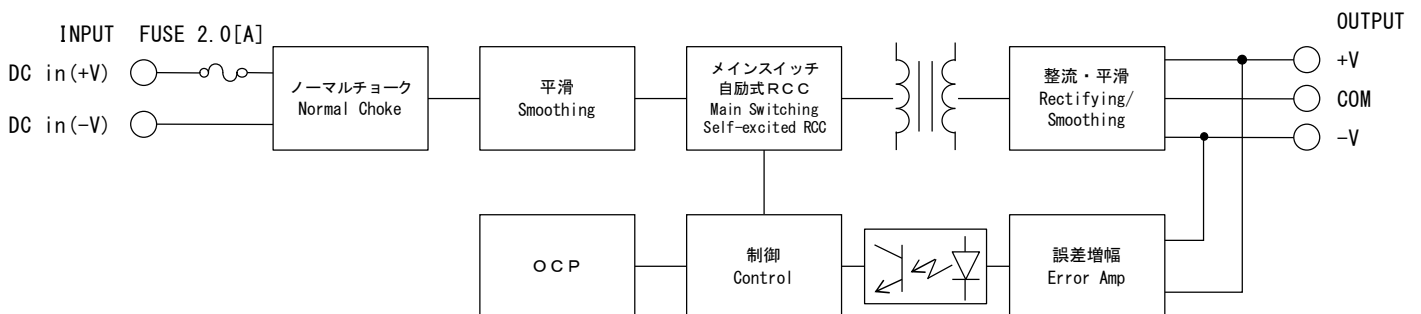 INPUT FUSE 2.0[A]
OUTPUT
DC in(+V)
DC in(-V)
ノーマルチョーク
Normal Choke
平滑
Smoothing
メインスイッチ
自励式RCC
Main Switching
Self-excited RCC
整流・平滑
Rectifying/
Smoothing
+V
COM
-V
OCP
制御
Control
誤差増幅
Error Amp